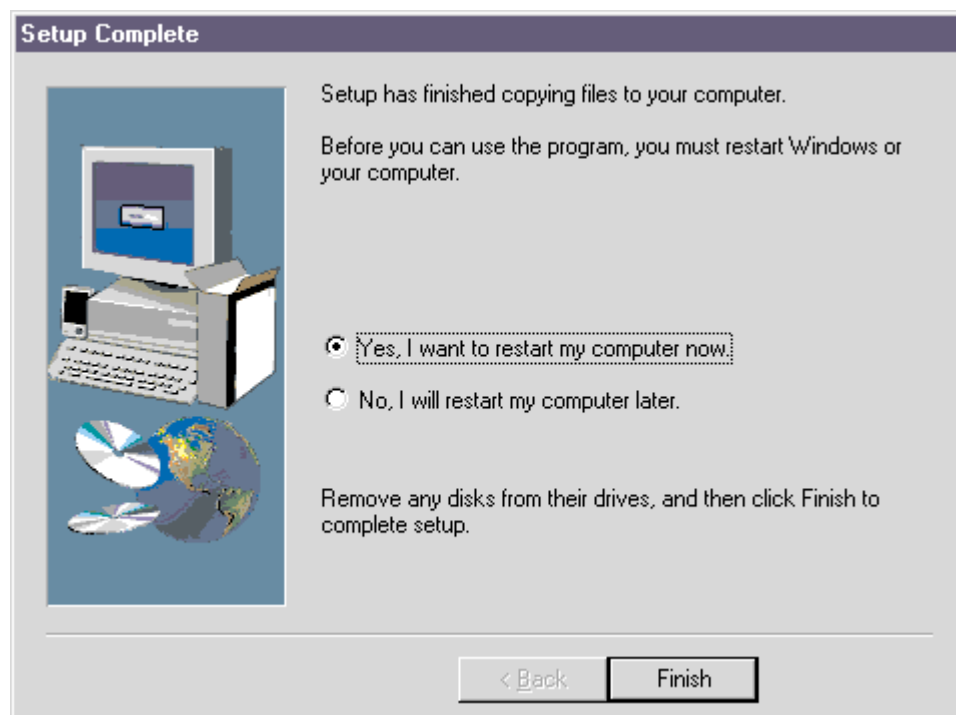 Setup Complete
Setup has finished copying files to your computer.
Before you can use the program, you must restart Windows or
your computer.
Yes, I want to restart my computer now.
No, I will restart my computer later.
Remove any disks from their drives, and then click Finish to
complete setup.
< Back
Finish